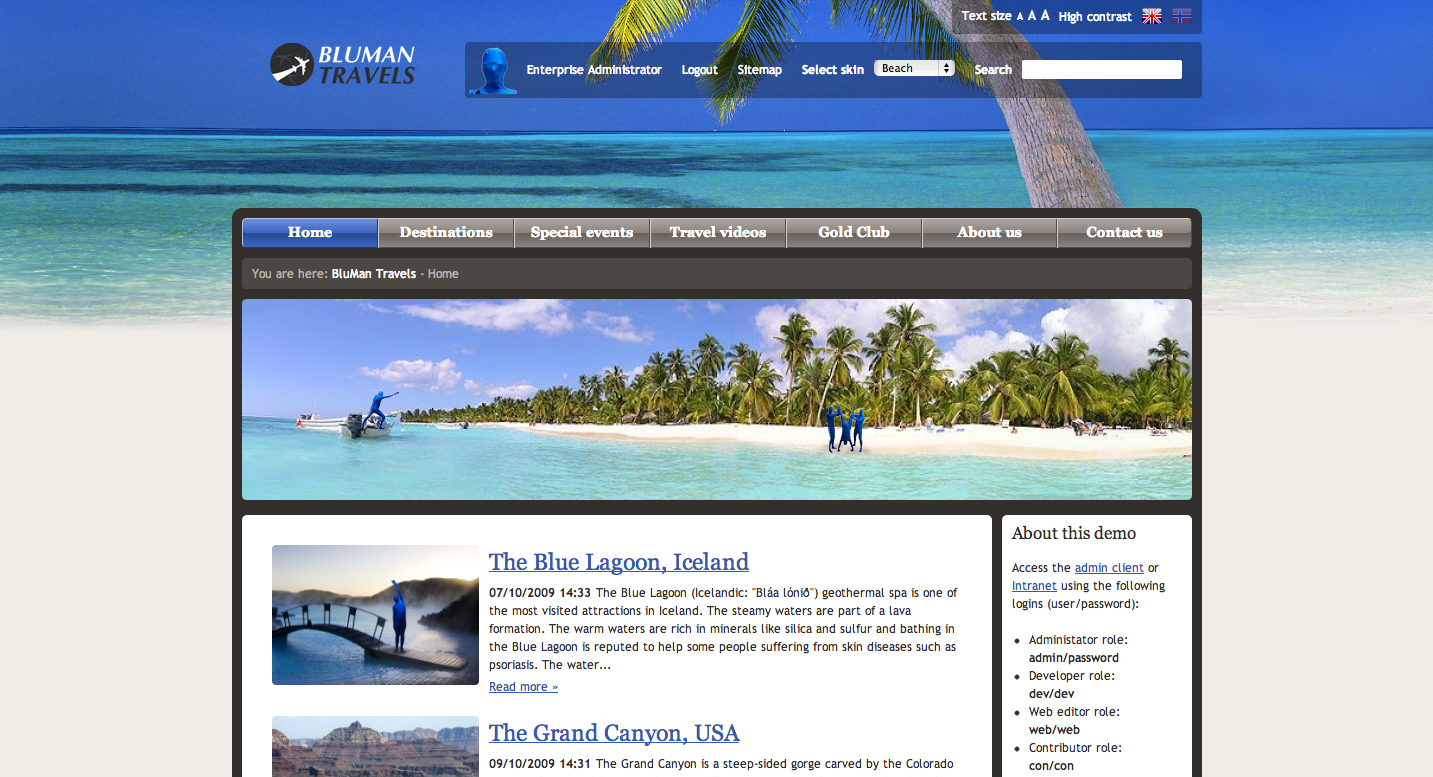 Text size A A A High contrast
BLUMAN
TRAVELS
Enterprise Administrator Logout Sitemap Select skin Beach Search
Home Destinations Special events Travel videos Gold Club About us Contact us
You are here: BluMan Travels - Home
The Blue Lagoon, Iceland
07/10/2009 14:33 The Blue Lagoon (Icelandic: "Bláa lónið") geothermal spa is one of
the most visited attractions in Iceland. The steamy waters are part of a lava
formation. The warm waters are rich in minerals like silica and sulfur and bathing in
the Blue Lagoon is reputed to help some people suffering from skin diseases such as
psoriasis. The water...
Read more »
The Grand Canyon, USA
09/10/2009 14:31 The Grand Canyon is a steep-sided gorge carved by the Colorado
About this demo
Access the admin client or
Intranet using the following
logins (user/password):
Administator role:
admin/password
Developer role:
dev/dev
Web editor role:
web/web
Contributor role:
con/con